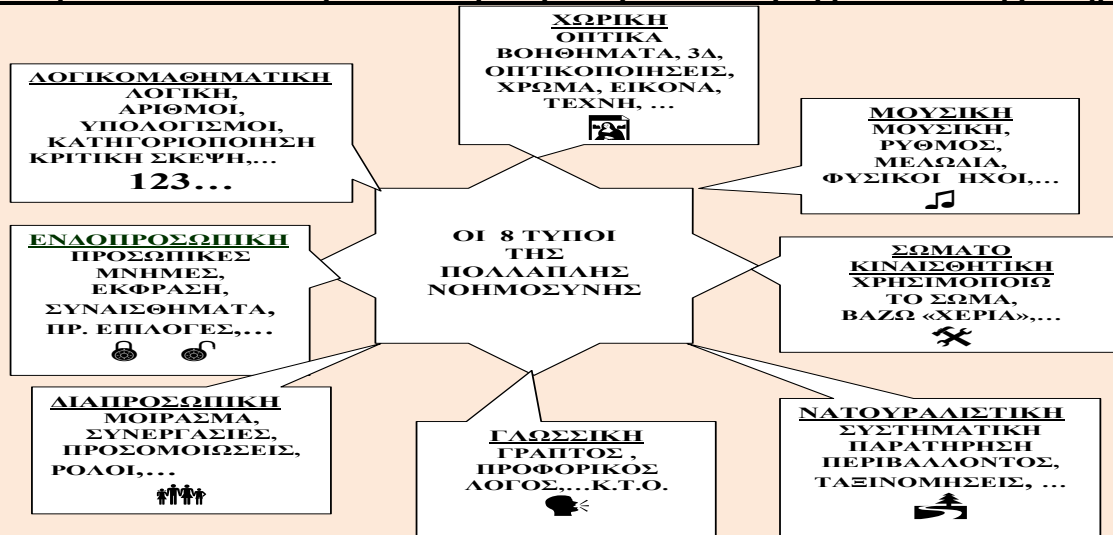 ΧΩΡΙΚΗ
ΟΠΤΙΚΑ
ΒΟΗΘΗΜΑΤΑ, 3Δ,
ΟΠΤΙΚΟΠΟΙΗΣΕΙΣ,
ΧΡΩΜΑ, ΕΙΚΟΝΑ,
ΤΕΧΝΗ, …
ΛΟΓΙΚΟΜΑΘΗΜΑΤΙΚΗ
ΛΟΓΙΚΗ,
ΑΡΙΘΜΟΙ,
ΥΠΟΛΟΓΙΣΜΟΙ,
ΚΑΤΗΓΟΡΙΟΠΟΙΗΣΗ
ΚΡΙΤΙΚΗ ΣΚΕΨΗ,…
123…
ΜΟΥΣΙΚΗ
ΜΟΥΣΙΚΗ,
ΡΥΘΜΟΣ,
ΜΕΛΩΔΙΑ,
ΦΥΣΙΚΟΙ ΗΧΟΙ,…
ΕΝΔΟΠΡΟΣΩΠΙΚΗ
ΠΡΟΣΩΠΙΚΕΣ
ΜΝΗΜΕΣ,
ΕΚΦΡΑΣΗ,
ΣΥΝΑΙΣΘΗΜΑΤΑ,
ΠΡ. ΕΠΙΛΟΓΕΣ,…
ΟΙ 8 ΤΥΠΟΙ
ΤΗΣ
ΠΟΛΛΑΠΛΗΣ
ΝΟΗΜΟΣΥΝΗΣ
ΣΩΜΑΤΟ
ΚΙΝΑΙΣΘΗΤΙΚΗ
ΧΡΗΣΙΜΟΠΟΙΩ
ΤΟ ΣΩΜΑ,
ΒΑΖΩ «ΧΕΡΙΑ»,…
ΔΙΑΠΡΟΣΩΠΙΚΗ
ΜΟΙΡΑΣΜΑ,
ΣΥΝΕΡΓΑΣΙΕΣ,
ΠΡΟΣΟΜΟΙΩΣΕΙΣ,
ΡΟΛΟΙ,…
ΓΛΩΣΣΙΚΗ
ΓΡΑΠΤΟΣ ,
ΠΡΟΦΟΡΙΚΟΣ
ΛΟΓΟΣ,…Κ.Τ.Ο.
ΝΑΤΟΥΡΑΛΙΣΤΙΚΗ
ΣΥΣΤΗΜΑΤΙΚΗ
ΠΑΡΑΤΗΡΗΣΗ
ΠΕΡΙΒΑΛΛΟΝΤΟΣ,
ΤΑΞΙΝΟΜΗΣΕΙΣ, …